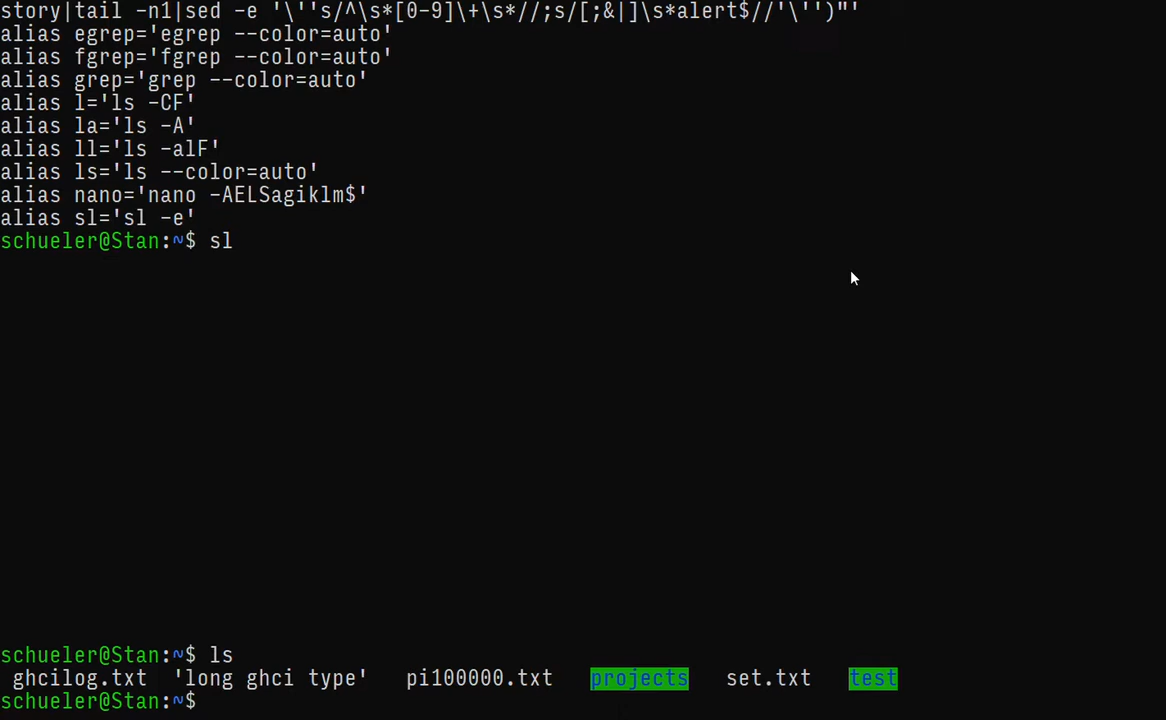 story|tail -n1|sed -e '\''s/^\s*[0-9]\+\s*//;s/[;&|]\s*alert$//'\'')"'
alias egrep='egrep --color=auto'
alias fgrep='fgrep --color=auto'
alias grep='grep --color=auto'
alias l='ls -CF'
alias la='ls -A'
alias ll='ls -alF'
alias ls='ls --color=auto'
alias nano='nano -AELSagiklm$'
alias sl='sl -e'
schueler@Stan:~$ sl
schueler@Stan:~$ ls
ghcilog.txt  'long ghci type'   pi100000.txt   projects   set.txt   test
schueler@Stan:~$